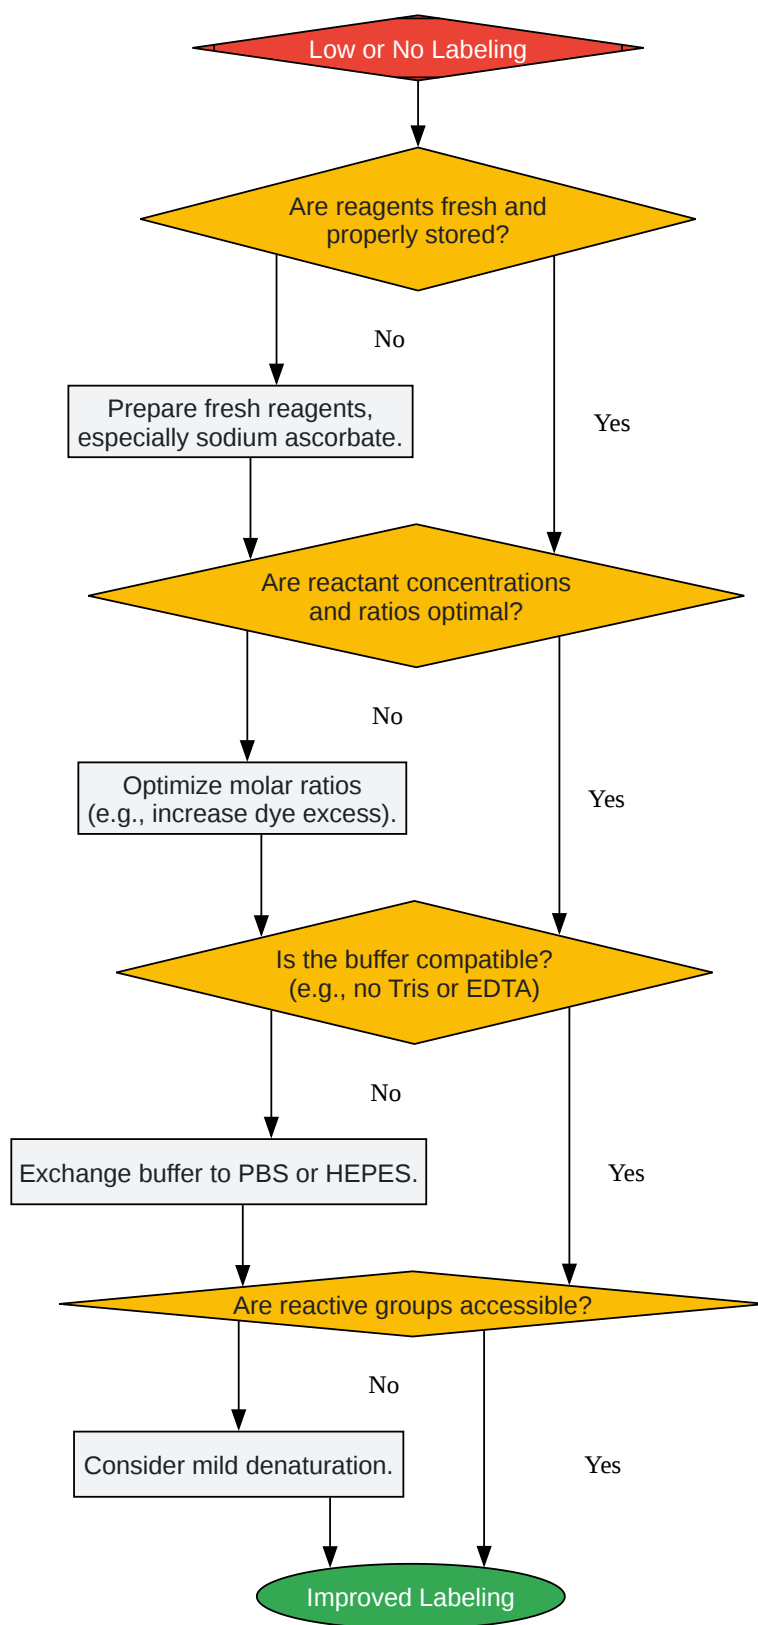 Low or No Labeling
Are reagents fresh and
properly stored?
No
Prepare fresh reagents,
especially sodium ascorbate.
Yes
Are reactant concentrations
and ratios optimal?
No
Optimize molar ratios
(e.g., increase dye excess).
Yes
Is the buffer compatible?
(e.g., no Tris or EDTA)
No
Exchange buffer to PBS or HEPES.
Yes
Are reactive groups accessible?
No
Consider mild denaturation.
Yes
Improved Labeling